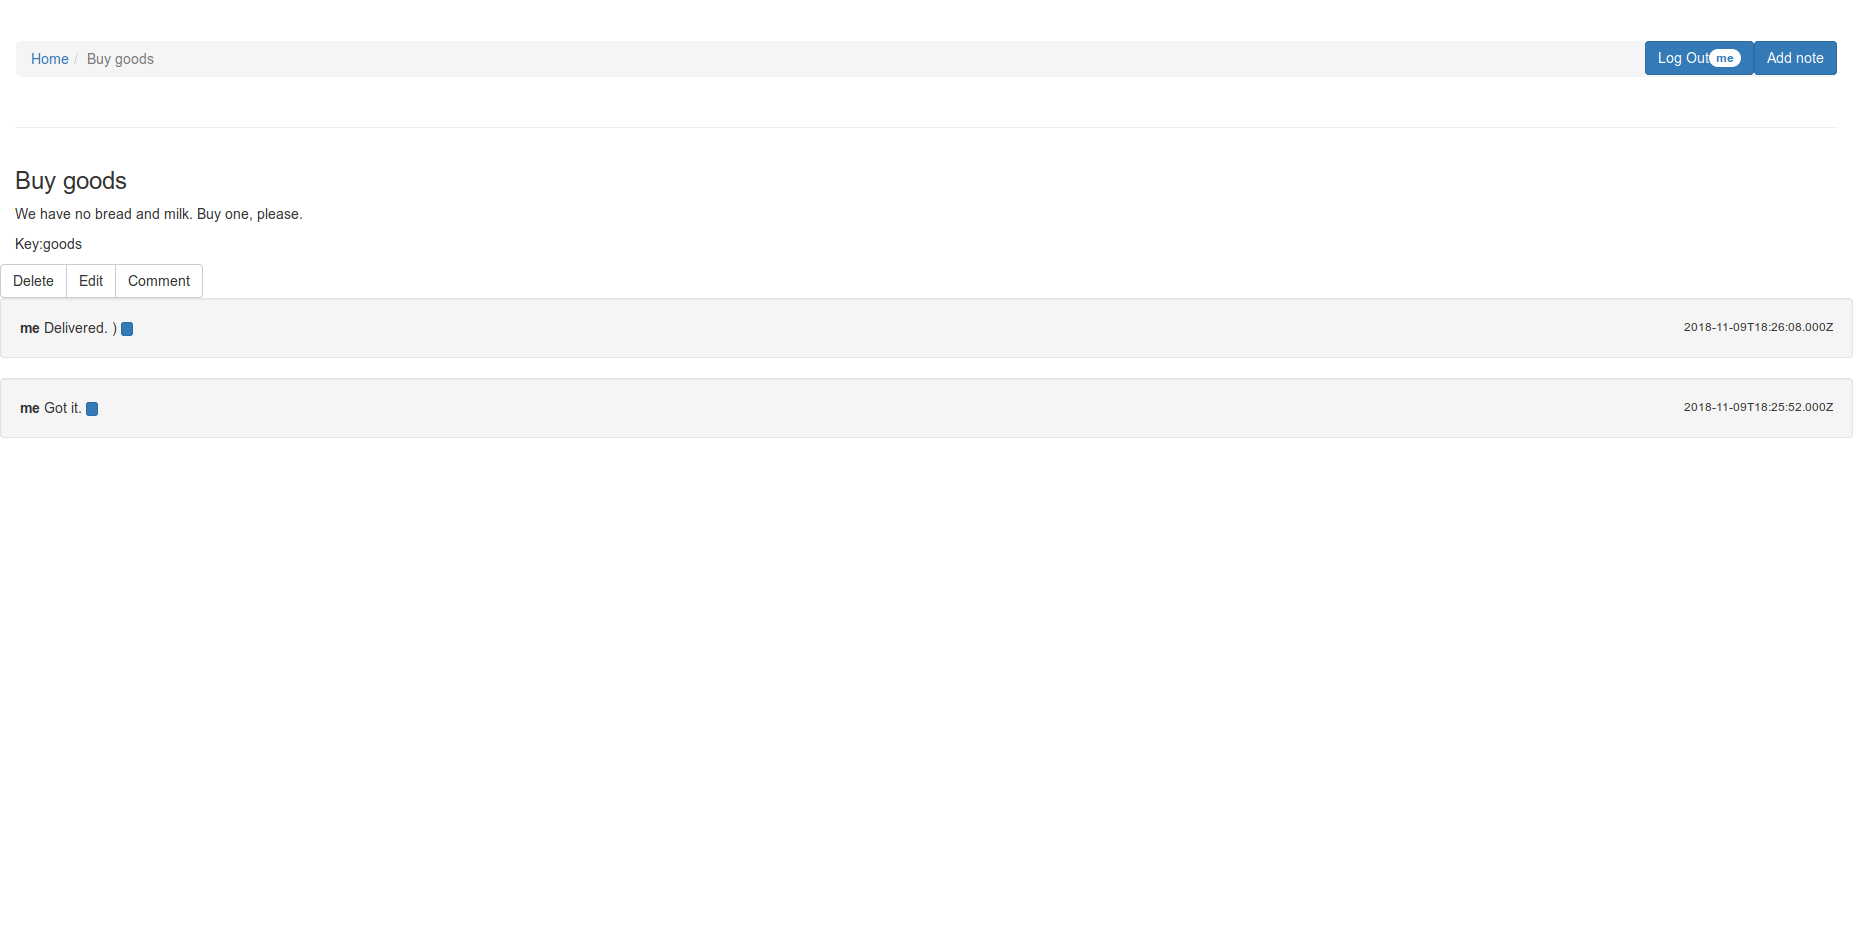 Home / Buy goods Log Out me Add note
Buy goods
We have no bread and milk. Buy one, please.
Key:goods
Delete Edit Comment
me Delivered. ) 2018-11-09T18:26:08.000Z
me Got it. 2018-11-09T18:25:52.000Z